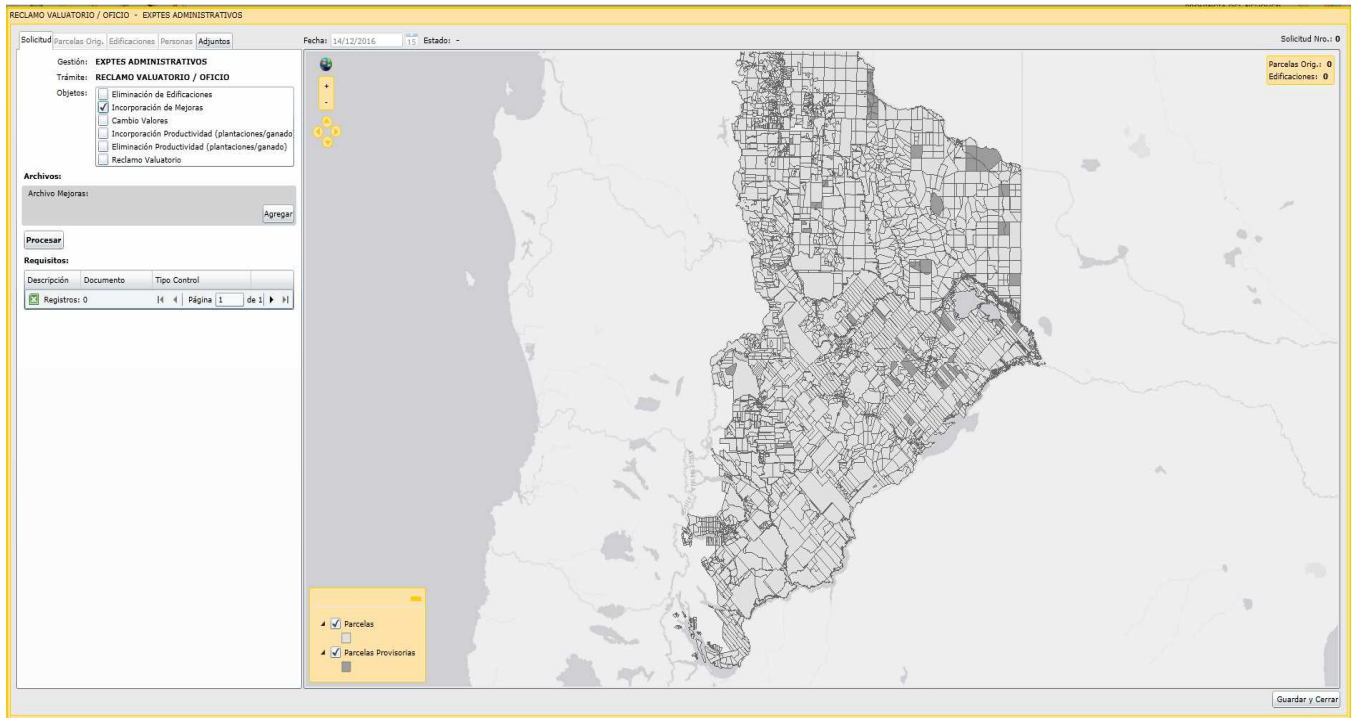 RECLAMO VALUATORIO / OFICIO - EXPTES ADMINISTRATIVOS
Solicitud Parcelas Orig. Edificaciones Personas Adjuntos
Fecha: 14/12/2016 15 Estado: -
Solicitud Nro.: 0
Gestión: EXPTES ADMINISTRATIVOS
Trámite: RECLAMO VALUATORIO / OFICIO
Objetos: Eliminación de Edificaciones
Incorporación de Mejoras
Cambio Valores
Incorporación Productividad (plantaciones/ganado
Eliminación Productividad (plantaciones/ganado)
Reclamo Valuatorio
Archivos:
Archivo Mejoras:
Agregar
Procesar
Requisitos:
Descripción Documento Tipo Control
Registros: 0 Página 1 de 1
+
-
Parcelas Orig.: 0
Edificaciones: 0
Parcelas
Parcelas Provisorias
Guardar y Cerrar